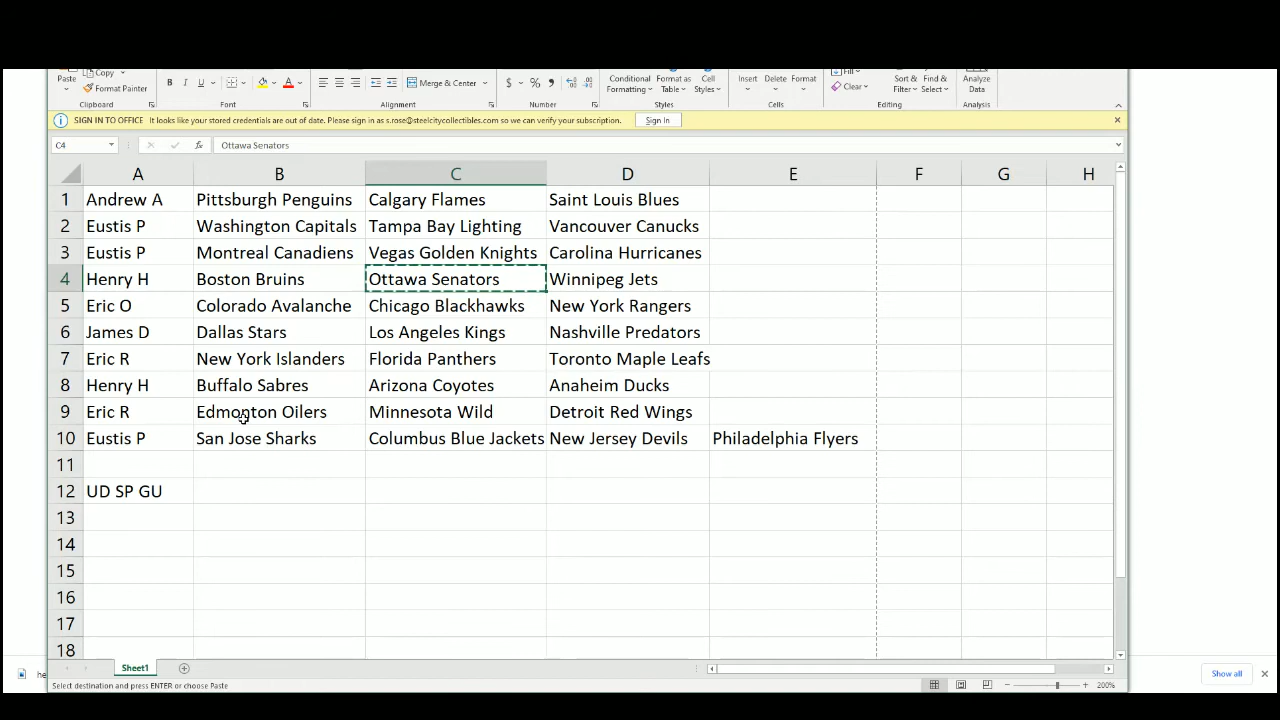 Paste
Copy
Format Painter
Clipboard
B I U
A
Font
Merge & Center
Alignment
$ % ,
Number
Conditional Formatting
Format as Table
Cell Styles
Styles
Insert Delete Format
Cells
Fill
Clear
Sort & Filter
Find & Select
Editing
Analyze Data
Analysis
SIGN IN TO OFFICE It looks like your stored credentials are out of date. Please sign in as s.rose@steelcitycollectibles.com so we can verify your subscription. Sign In
C4 fx Ottawa Senators
A B C D E F G H
1 Andrew A Pittsburgh Penguins Calgary Flames Saint Louis Blues
2 Eustis P Washington Capitals Tampa Bay Lighting Vancouver Canucks
3 Eustis P Montreal Canadiens Vegas Golden Knights Carolina Hurricanes
4 Henry H Boston Bruins Ottawa Senators Winnipeg Jets
5 Eric O Colorado Avalanche Chicago Blackhawks New York Rangers
6 James D Dallas Stars Los Angeles Kings Nashville Predators
7 Eric R New York Islanders Florida Panthers Toronto Maple Leafs
8 Henry H Buffalo Sabres Arizona Coyotes Anaheim Ducks
9 Eric R Edmonton Oilers Minnesota Wild Detroit Red Wings
10 Eustis P San Jose Sharks Columbus Blue Jackets New Jersey Devils Philadelphia Flyers
11
12 UD SP GU
13
14
15
16
17
18
Sheet1
he
Show all
Select destination and press ENTER or choose Paste
200%